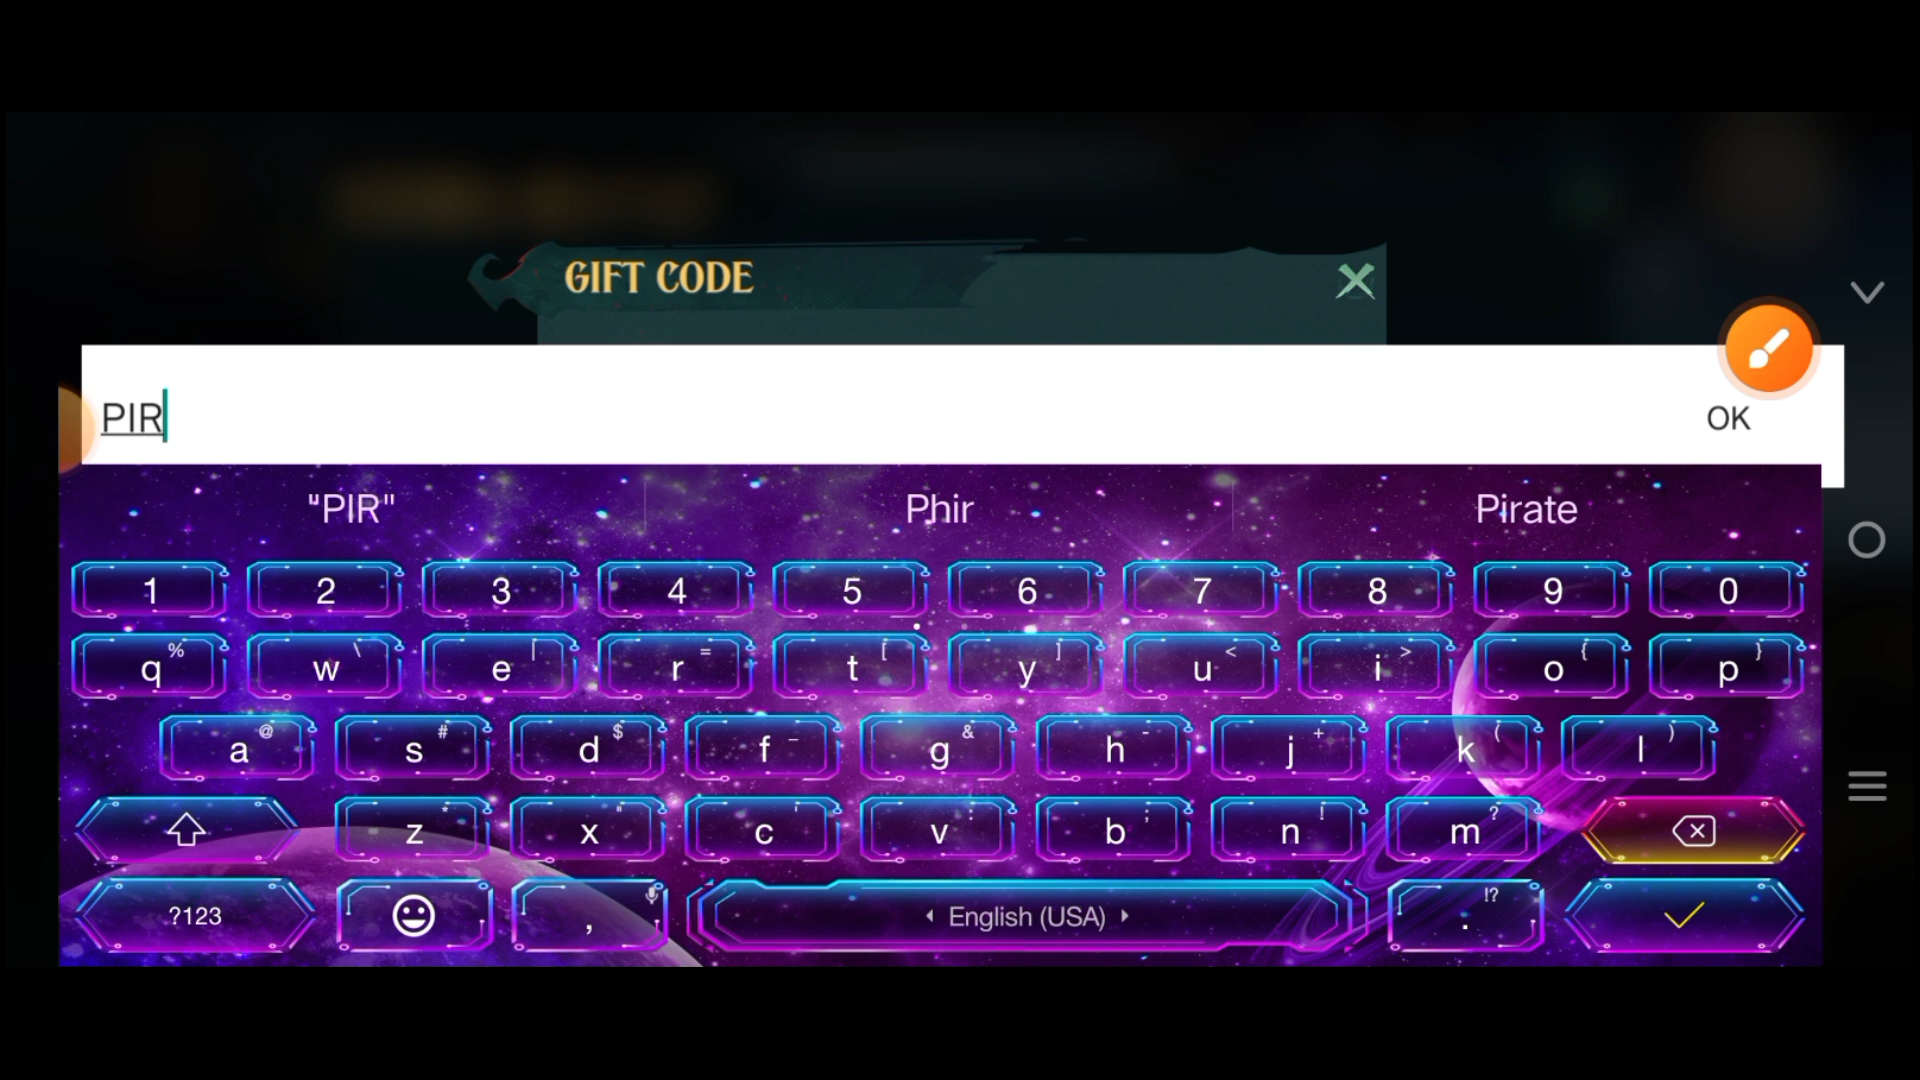 GIFT CODE
PIR
OK
"PIR" Phir Pirate
1 2 3 4 5 6 7 8 9 0
q % w \ e | r = t [ y ] u < i > o { p }
a @ s # d $ f _ g & h - j + k ( l )
z * x " c ' v : b ; n ! m ?
?123 , English (USA) . !?